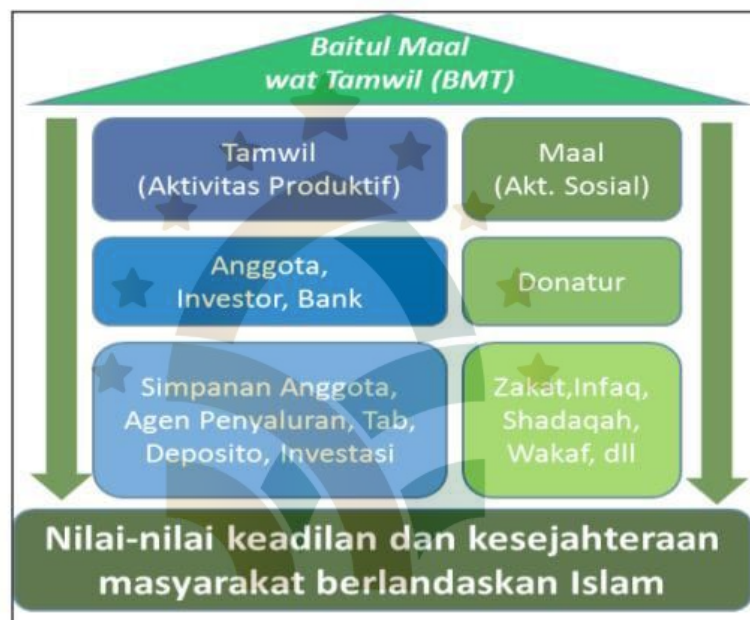 Baitul Maal
wat Tamwil (BMT)
Tamwil
(Aktivitas Produktif)
Maal
(Akt. Sosial)
Anggota,
Investor, Bank
Donatur
Simpanan Anggota,
Agen Penyaluran, Tab,
Deposito, Investasi
Zakat,Infaq,
Shadaqah,
Wakaf, dll
Nilai-nilai keadilan dan kesejahteraan
masyarakat berlandaskan Islam